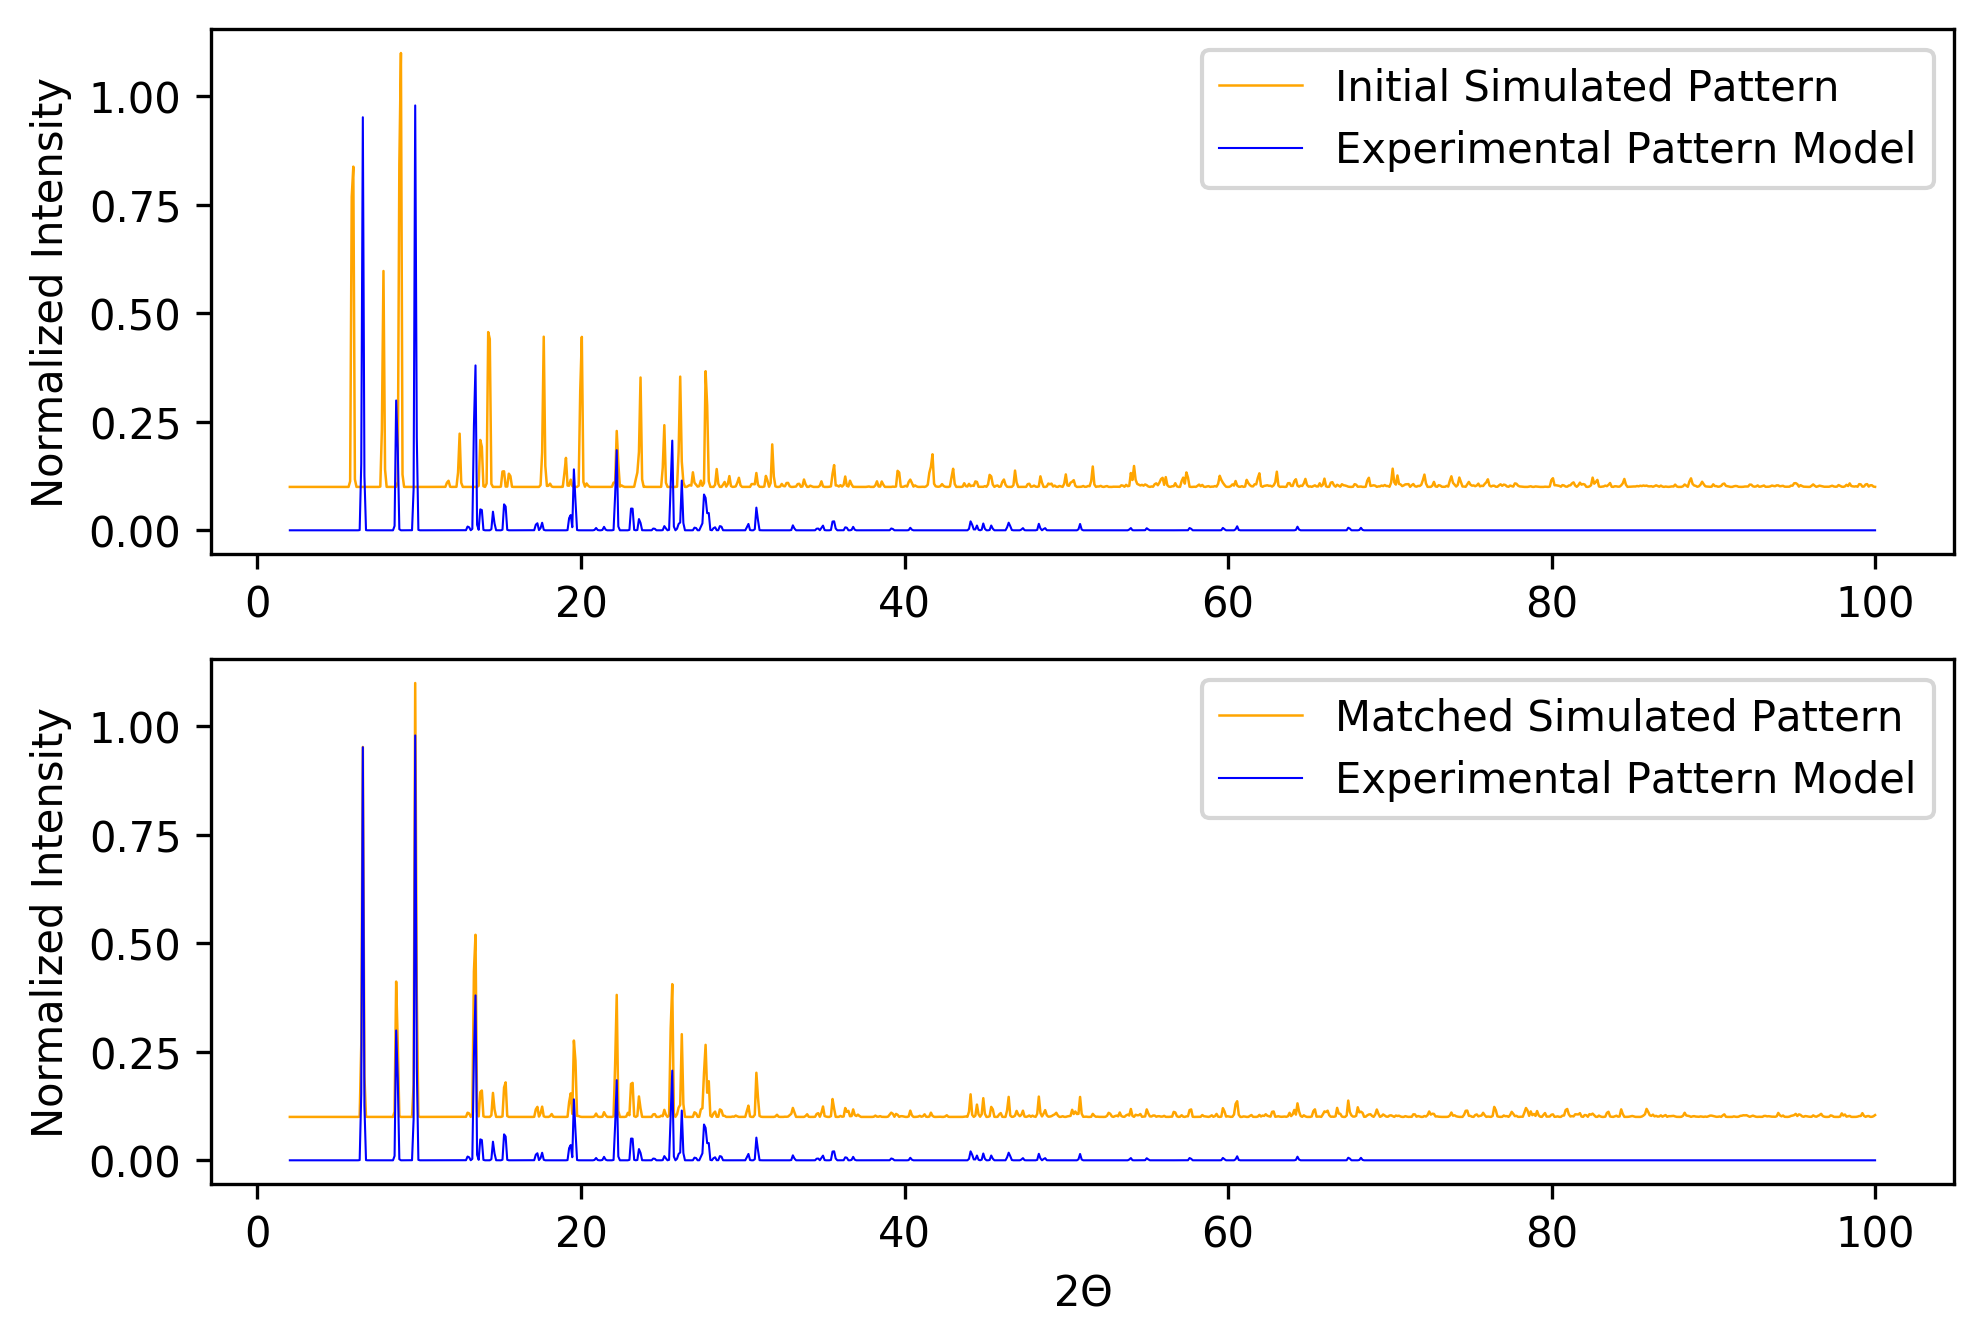 Normalized Intensity
1.00
0.75
0.50
0.25
0.00
0 20 40 60 80 100
Initial Simulated Pattern
Experimental Pattern Model
Normalized Intensity
1.00
0.75
0.50
0.25
0.00
0 20 40 60 80 100
Matched Simulated Pattern
Experimental Pattern Model
2Θ